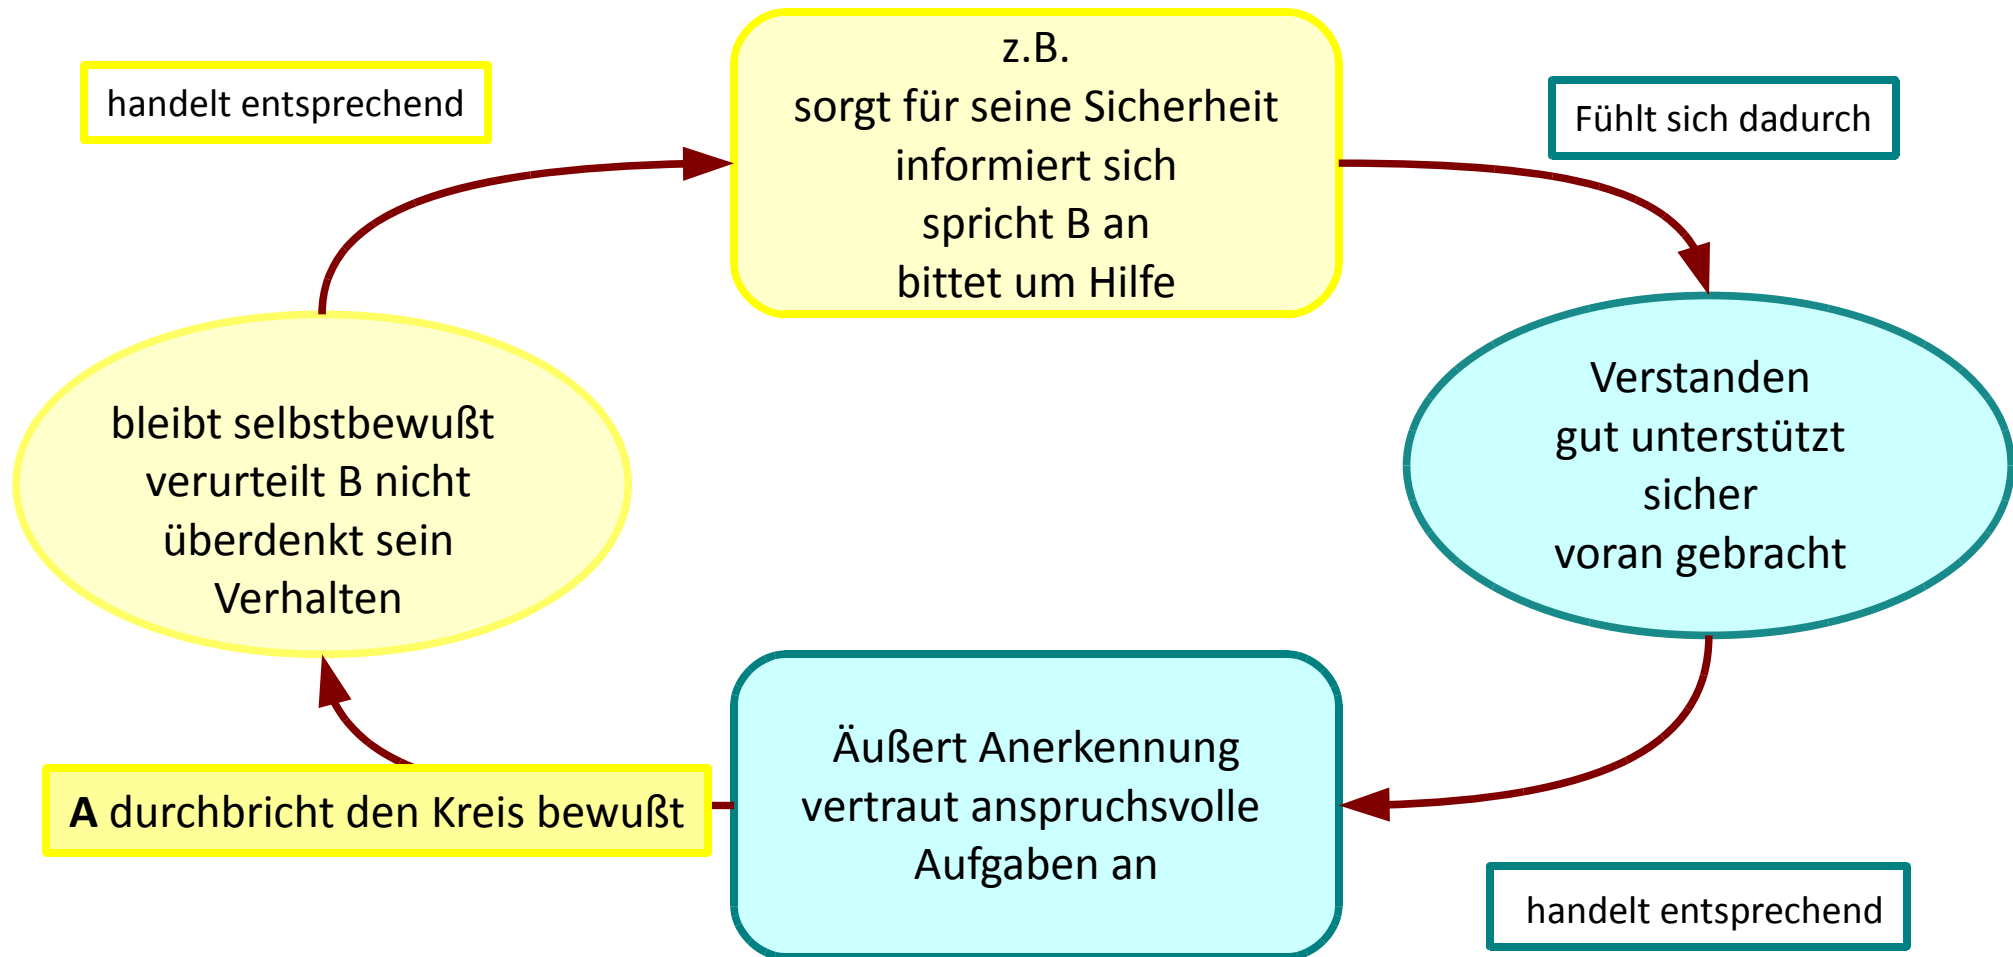 handelt entsprechend
z.B.
sorgt für seine Sicherheit
informiert sich
spricht B an
bittet um Hilfe
Fühlt sich dadurch
bleibt selbstbewußt
verurteilt B nicht
überdenkt sein
Verhalten
Verstanden
gut unterstützt
sicher
voran gebracht
A durchbricht den Kreis bewußt
Äußert Anerkennung
vertraut anspruchsvolle
Aufgaben an
handelt entsprechend